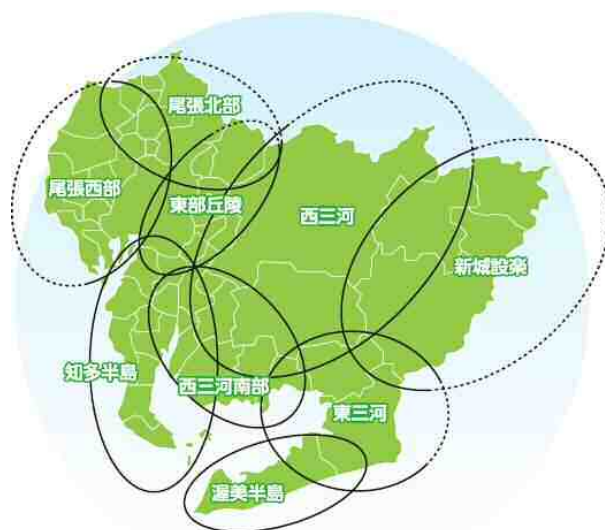 尾張北部
尾張西部
東部丘陵
西三河
新城設楽
知多半島
西三河南部
東三河
渥美半島